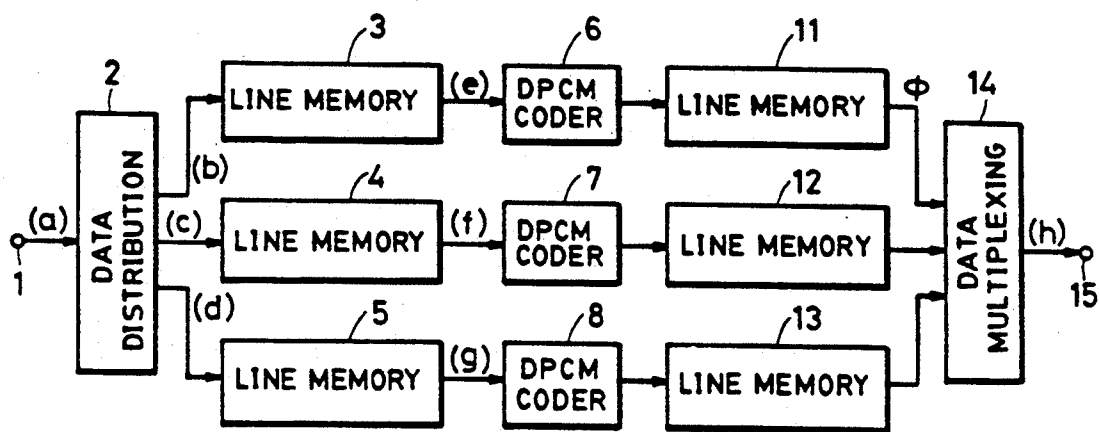 3
6
11
2
LINE MEMORY
(e)
DPCM
CODER
LINE MEMORY
ϕ
14
(b)
4
7
12
(a)
DATA
DISTRIBUTION
(c)
LINE MEMORY
(f)
DPCM
CODER
LINE MEMORY
DATA
MULTIPLEXING
(h)
1
15
(d)
5
8
13
LINE MEMORY
(g)
DPCM
CODER
LINE MEMORY